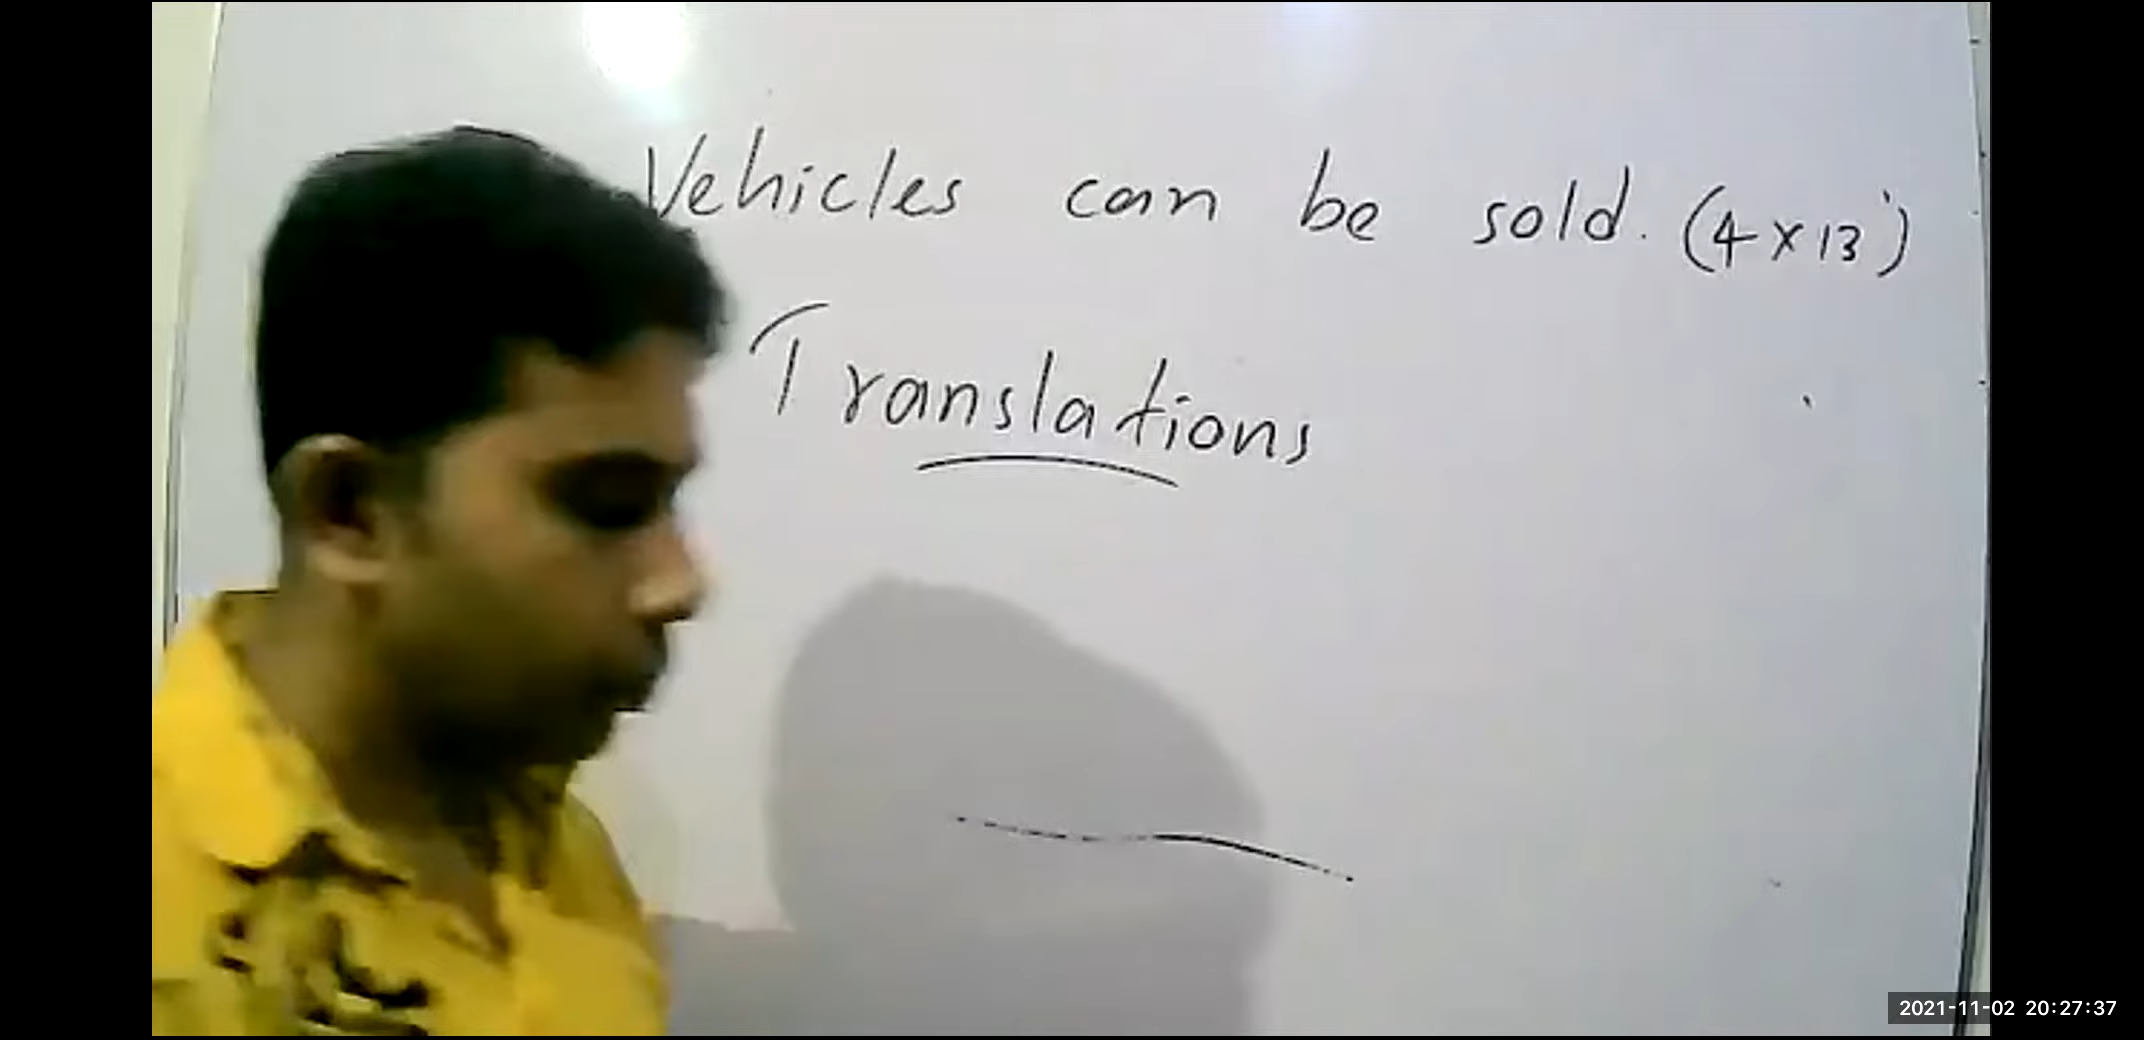 Vehicles can be sold. (4 x 13)
Translations
2021-11-02 20:27:37